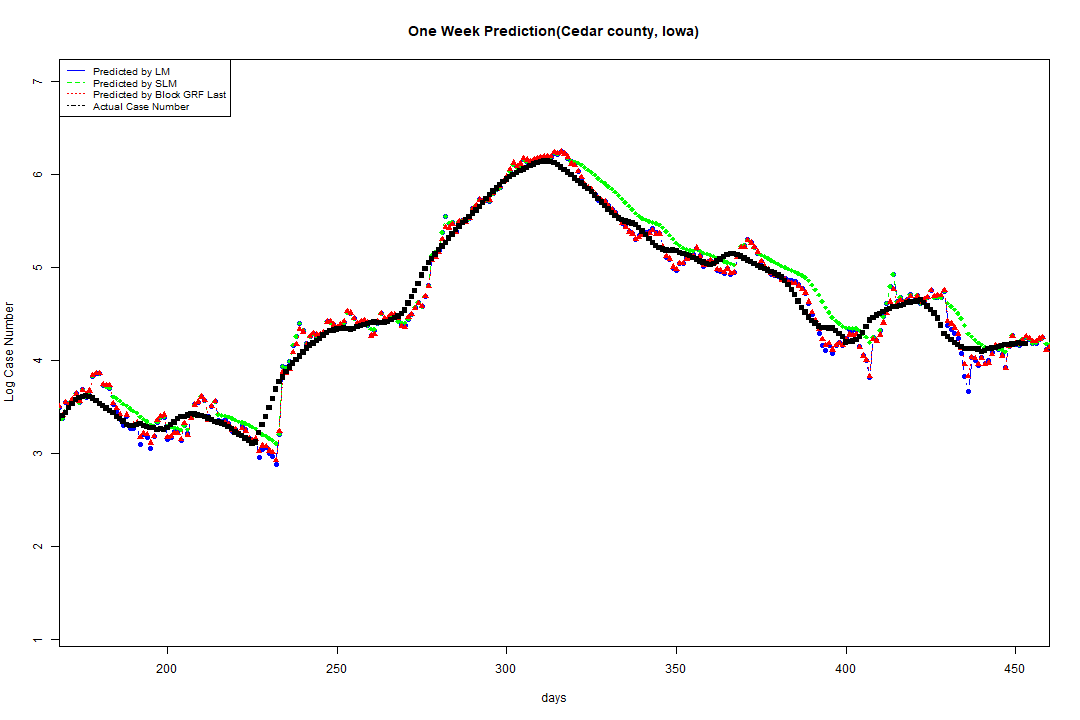 One Week Prediction(Cedar county, Iowa)
Predicted by LM
Predicted by SLM
Predicted by Block GRF Last
Actual Case Number
7
6
5
4
3
2
1
Log Case Number
200 250 300 350 400 450
days